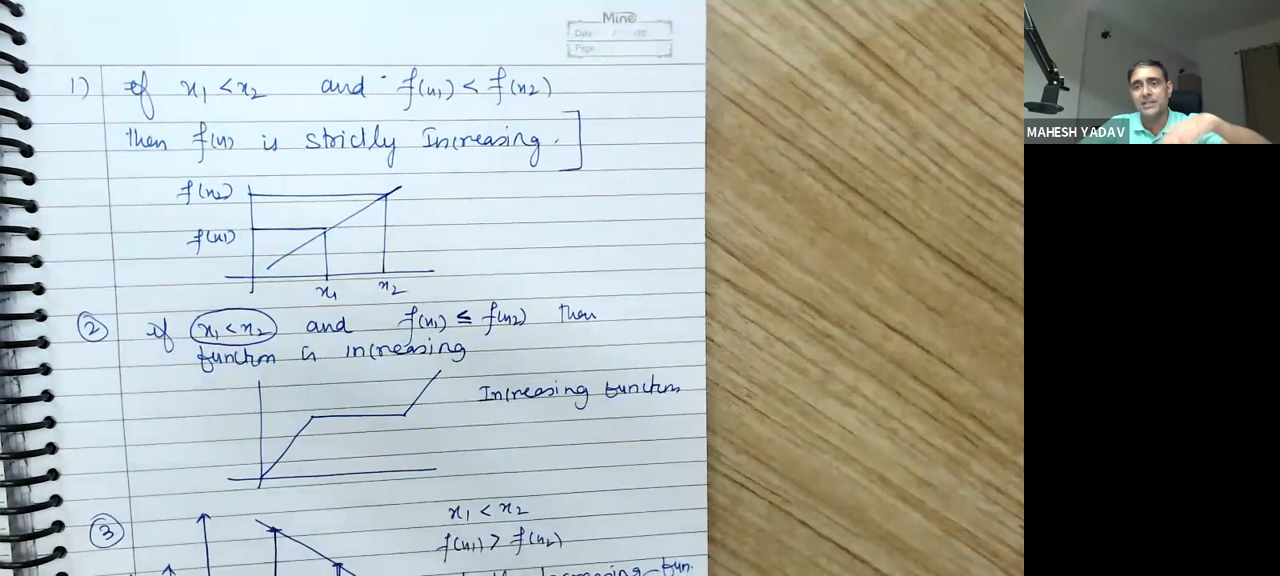 Mine
Date / /20
Page
1) If x₁ < x₂ and f(x₁) < f(x₂)
then f(x) is strictly Increasing.
f(x₂)
f(x₁)
x₁ x₂
② If x₁ < x₂ and f(x₁) ≤ f(x₂) then
function is increasing
Increasing function
③ x₁ < x₂
f(x₁) > f(x₂)
fun.
MAHESH YADAV